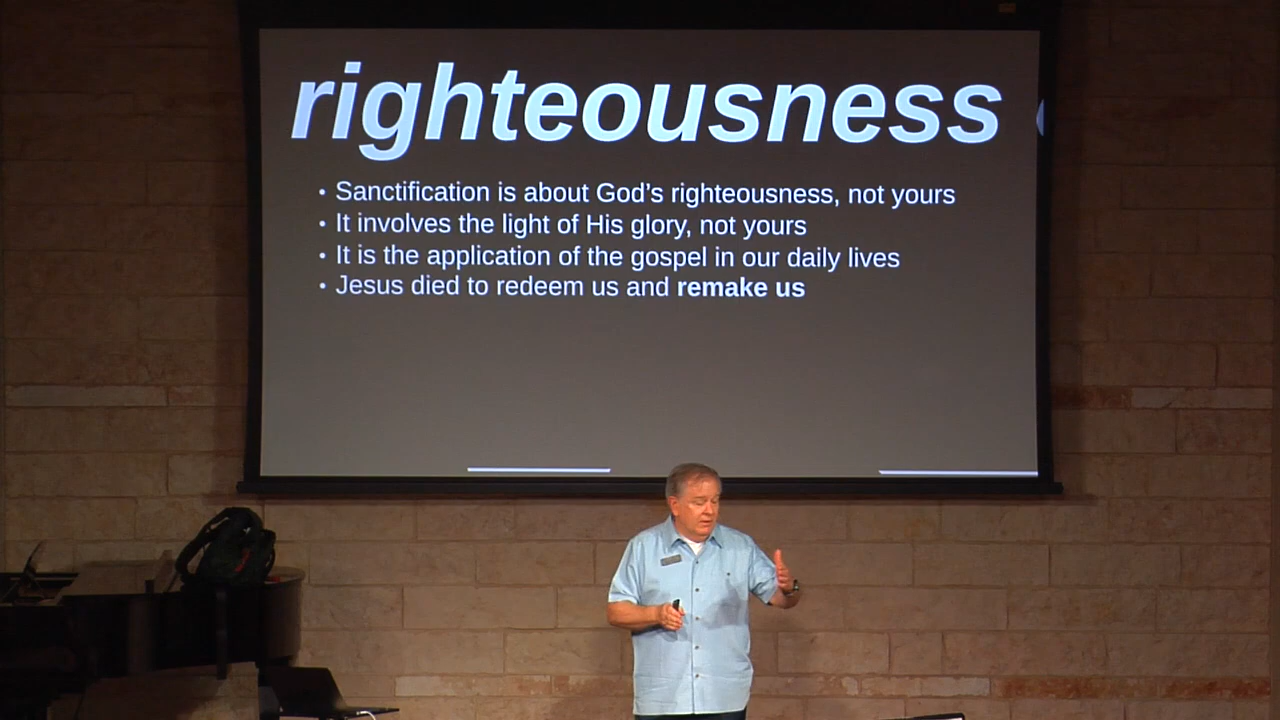 righteousness
• Sanctification is about God’s righteousness, not yours
• It involves the light of His glory, not yours
• It is the application of the gospel in our daily lives
• Jesus died to redeem us and remake us